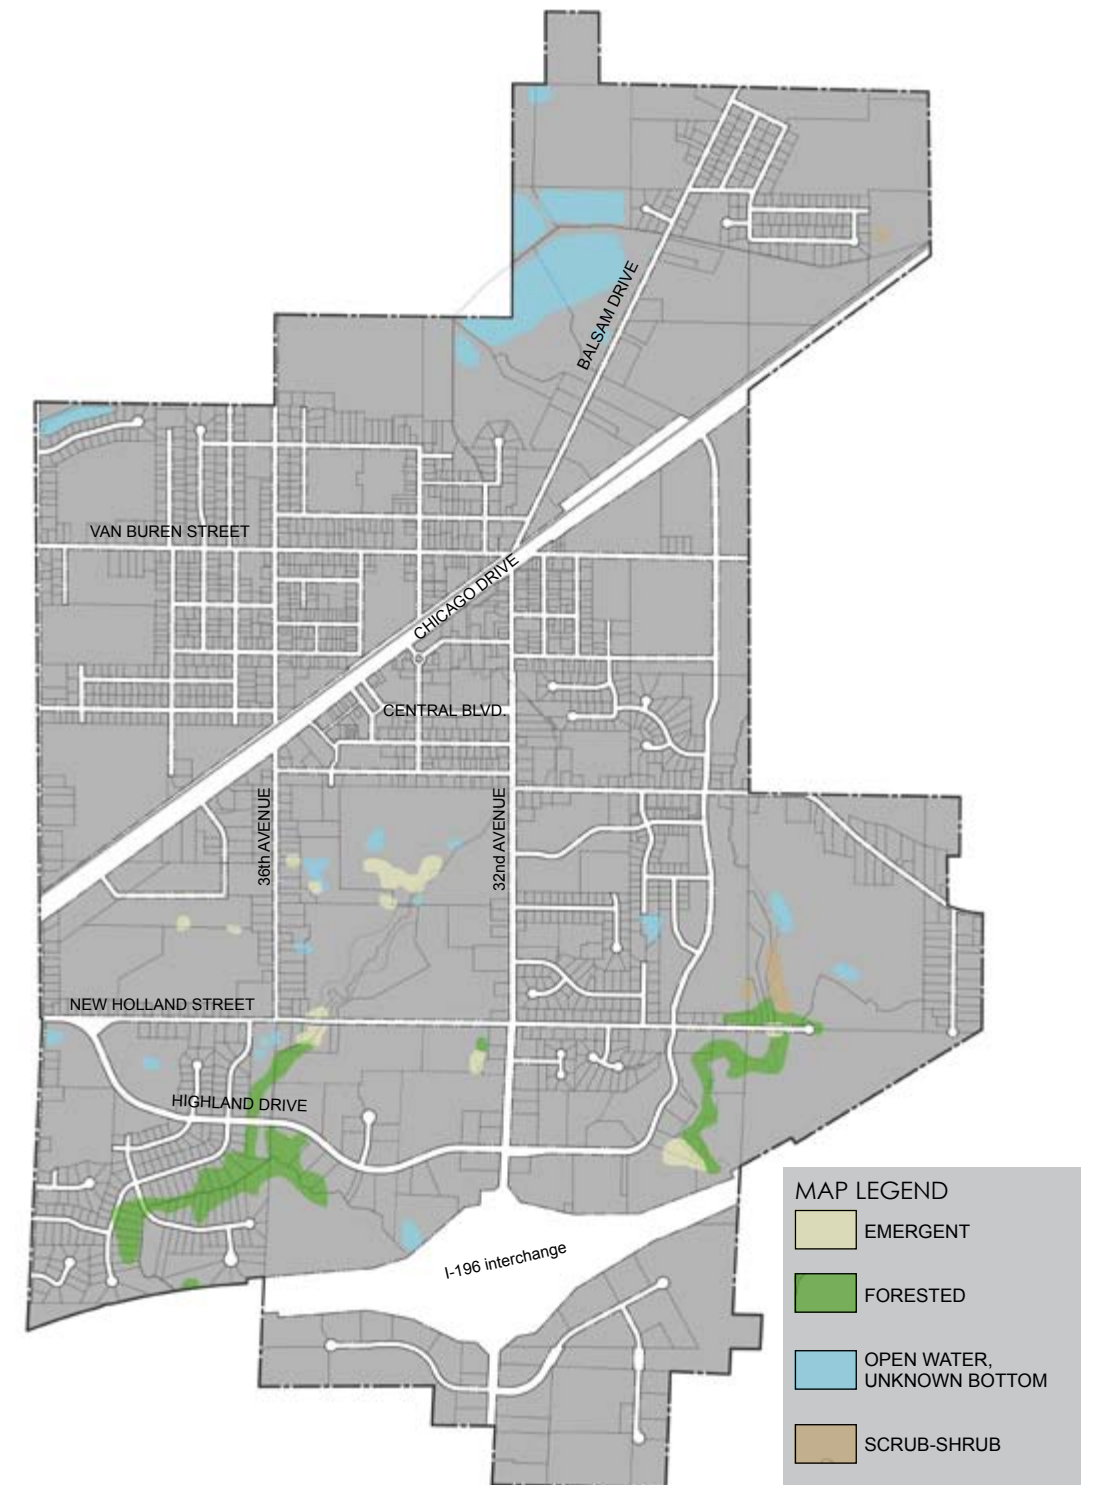 BALSAM DRIVE
VAN BUREN STREET
CHICAGO DRIVE
CENTRAL BLVD.
36th AVENUE
32nd AVENUE
NEW HOLLAND STREET
HIGHLAND DRIVE
I-196 interchange
MAP LEGEND
EMERGENT
FORESTED
OPEN WATER,
UNKNOWN BOTTOM
SCRUB-SHRUB